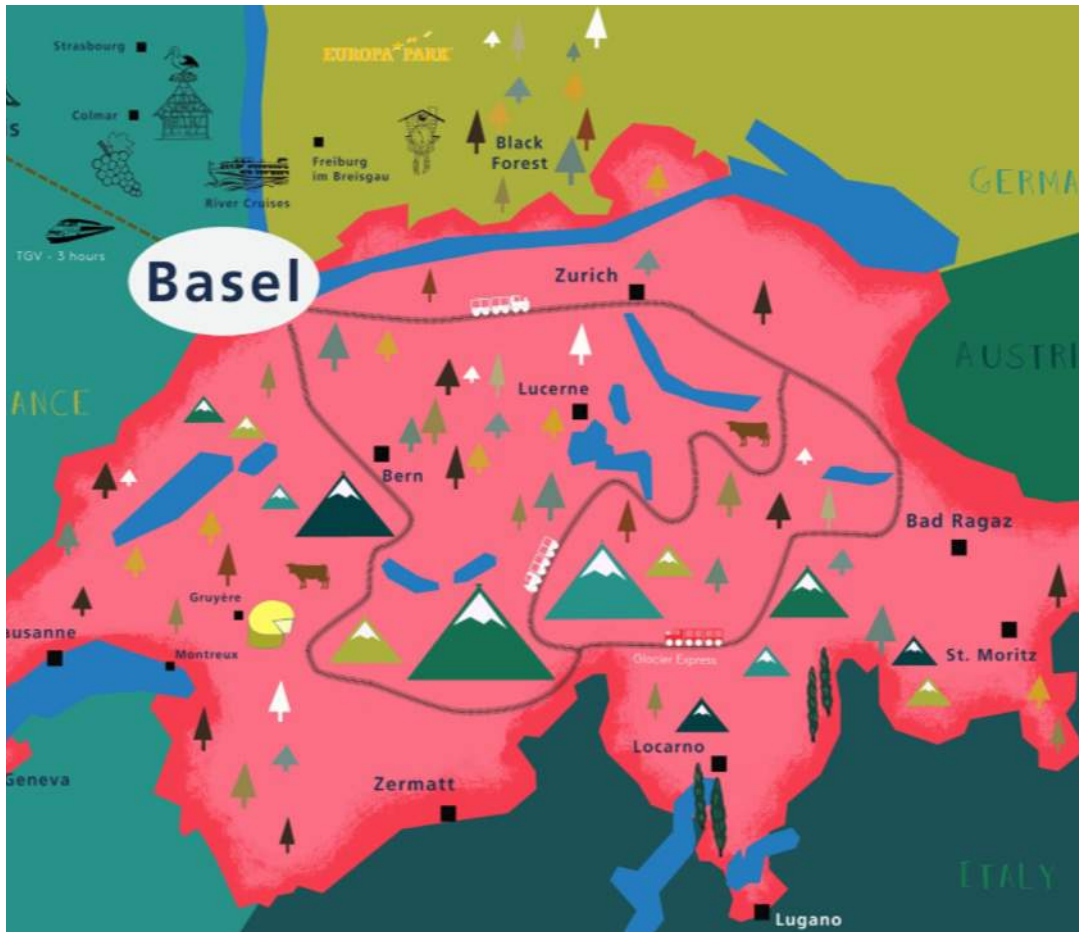 Strasbourg
EUROPA PARK
Colmar
S
Black
Forest
Freiburg
im Breisgau
River Cruises
GERMA
TGV - 3 hours
Basel
Zurich
AUSTRI
ANCE
Lucerne
Bern
Bad Ragaz
Gruyére
ausanne
Montreux
Glacier Express
St. Moritz
Locarno
Geneva
Zermatt
ITALY
Lugano